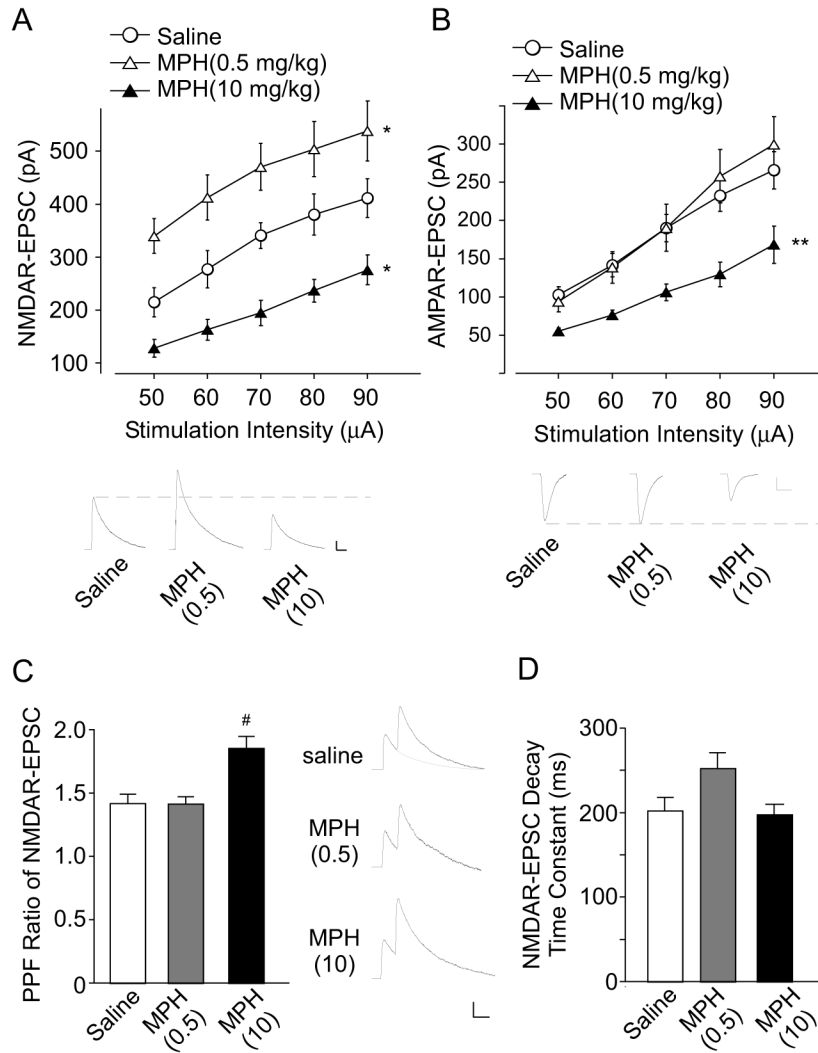 A
Saline
MPH(0.5 mg/kg)
MPH(10 mg/kg)
NMDAR-EPSC (pA)
500
400
300
200
100
*
*
50 60 70 80 90
Stimulation Intensity (μA)
Saline
MPH
(0.5)
MPH
(10)
B
Saline
MPH(0.5 mg/kg)
MPH(10 mg/kg)
AMPAR-EPSC (pA)
300
250
200
150
100
50
**
50 60 70 80 90
Stimulation Intensity (μA)
Saline
MPH
(0.5)
MPH
(10)
C
PPF Ratio of NMDAR-EPSC
2.0
1.5
1.0
0.5
0
#
Saline
MPH
(0.5)
MPH
(10)
saline
MPH
(0.5)
MPH
(10)
D
NMDAR-EPSC Decay
Time Constant (ms)
300
200
100
0
Saline
MPH
(0.5)
MPH
(10)